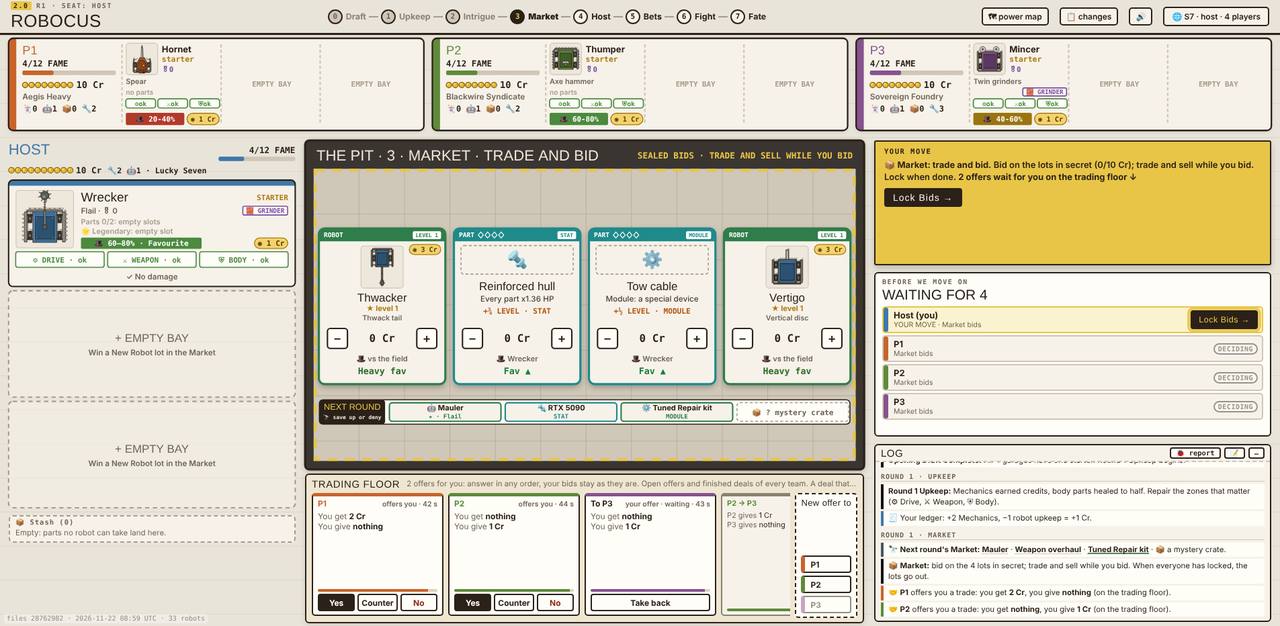 2.0 R1 · SEAT: HOST
ROBOCUS
0 Draft — 1 Upkeep — 2 Intrigue — 3 Market — 4 Host — 5 Bets — 6 Fight — 7 Fate
power map
changes
S7 · host · 4 players
P1
4/12 FAME
10 Cr
Aegis Heavy
0 1 0 2
Hornet
starter
0
Spear
no parts
ok ok ok
20-40% 1 Cr
EMPTY BAY
EMPTY BAY
P2
4/12 FAME
10 Cr
Blackwire Syndicate
0 1 0 2
Thumper
starter
0
Axe hammer
no parts
ok ok ok
60-80% 1 Cr
EMPTY BAY
EMPTY BAY
P3
4/12 FAME
10 Cr
Sovereign Foundry
0 1 0 3
Mincer
starter
0
Twin grinders
GRINDER
ok ok ok
40-60% 1 Cr
EMPTY BAY
EMPTY BAY
HOST
4/12 FAME
10 Cr 2 1 · Lucky Seven
Wrecker STARTER
Flail · 0 GRINDER
Parts 0/2: empty slots
Legendary: empty slot
60–80% · Favourite 1 Cr
DRIVE · ok WEAPON · ok BODY · ok
✓ No damage
+ EMPTY BAY
Win a New Robot lot in the Market
+ EMPTY BAY
Win a New Robot lot in the Market
Stash (0)
Empty: parts no robot can take land here.
files 28762982 · 2026-11-22 08:59 UTC · 33 robots
THE PIT · 3 · MARKET · TRADE AND BID SEALED BIDS · TRADE AND SELL WHILE YOU BID
ROBOT LEVEL 1
3 Cr
Thwacker
★ level 1
Thwack tail
− 0 Cr +
vs the field
Heavy fav
PART ◇◇◇◇ STAT
Reinforced hull
Every part x1.36 HP
LEVEL · STAT
− 0 Cr +
Wrecker
Fav ▲
PART ◇◇◇◇ MODULE
Tow cable
Module: a special device
LEVEL · MODULE
− 0 Cr +
Wrecker
Fav ▲
ROBOT LEVEL 1
3 Cr
Vertigo
★ level 1
Vertical disc
− 0 Cr +
vs the field
Heavy fav
NEXT ROUND
save up or deny
Mauler
· Flail
RTX 5090
STAT
Tuned Repair kit
MODULE
? mystery crate
TRADING FLOOR 2 offers for you: answer in any order, your bids stay as they are. Open offers and finished deals of every team. A deal that…
P1 offers you · 42 s
You get 2 Cr
You give nothing
Yes Counter No
P2 offers you · 44 s
You get nothing
You give 1 Cr
Yes Counter No
To P3 your offer · waiting · 43 s
You get nothing
You give 1 Cr
Take back
P2 → P3
P2 gives 1 Cr
P3 gives nothing
New offer to
P1
P2
P3
YOUR MOVE
Market: trade and bid. Bid on the lots in secret (0/10 Cr); trade and sell while you bid.
Lock when done. 2 offers wait for you on the trading floor ↓
Lock Bids →
BEFORE WE MOVE ON
WAITING FOR 4
Host (you)
YOUR MOVE · Market bids
Lock Bids →
P1
Market bids
DECIDING
P2
Market bids
DECIDING
P3
Market bids
DECIDING
LOG
report
–
ROUND 1 · UPKEEP
Round 1 Upkeep: Mechanics earned credits, body parts healed to half. Repair the zones that matter
(Drive, Weapon, Body).
Your ledger: +2 Mechanics, −1 robot upkeep = +1 Cr.
ROUND 1 · MARKET
Next round's Market: Mauler · Weapon overhaul · Tuned Repair kit · a mystery crate.
Market: bid on the 4 lots in secret; trade and sell while you bid. When everyone has locked, the
lots go out.
P1 offers you a trade: you get 2 Cr, you give nothing (on the trading floor).
P2 offers you a trade: you get nothing, you give 1 Cr (on the trading floor).